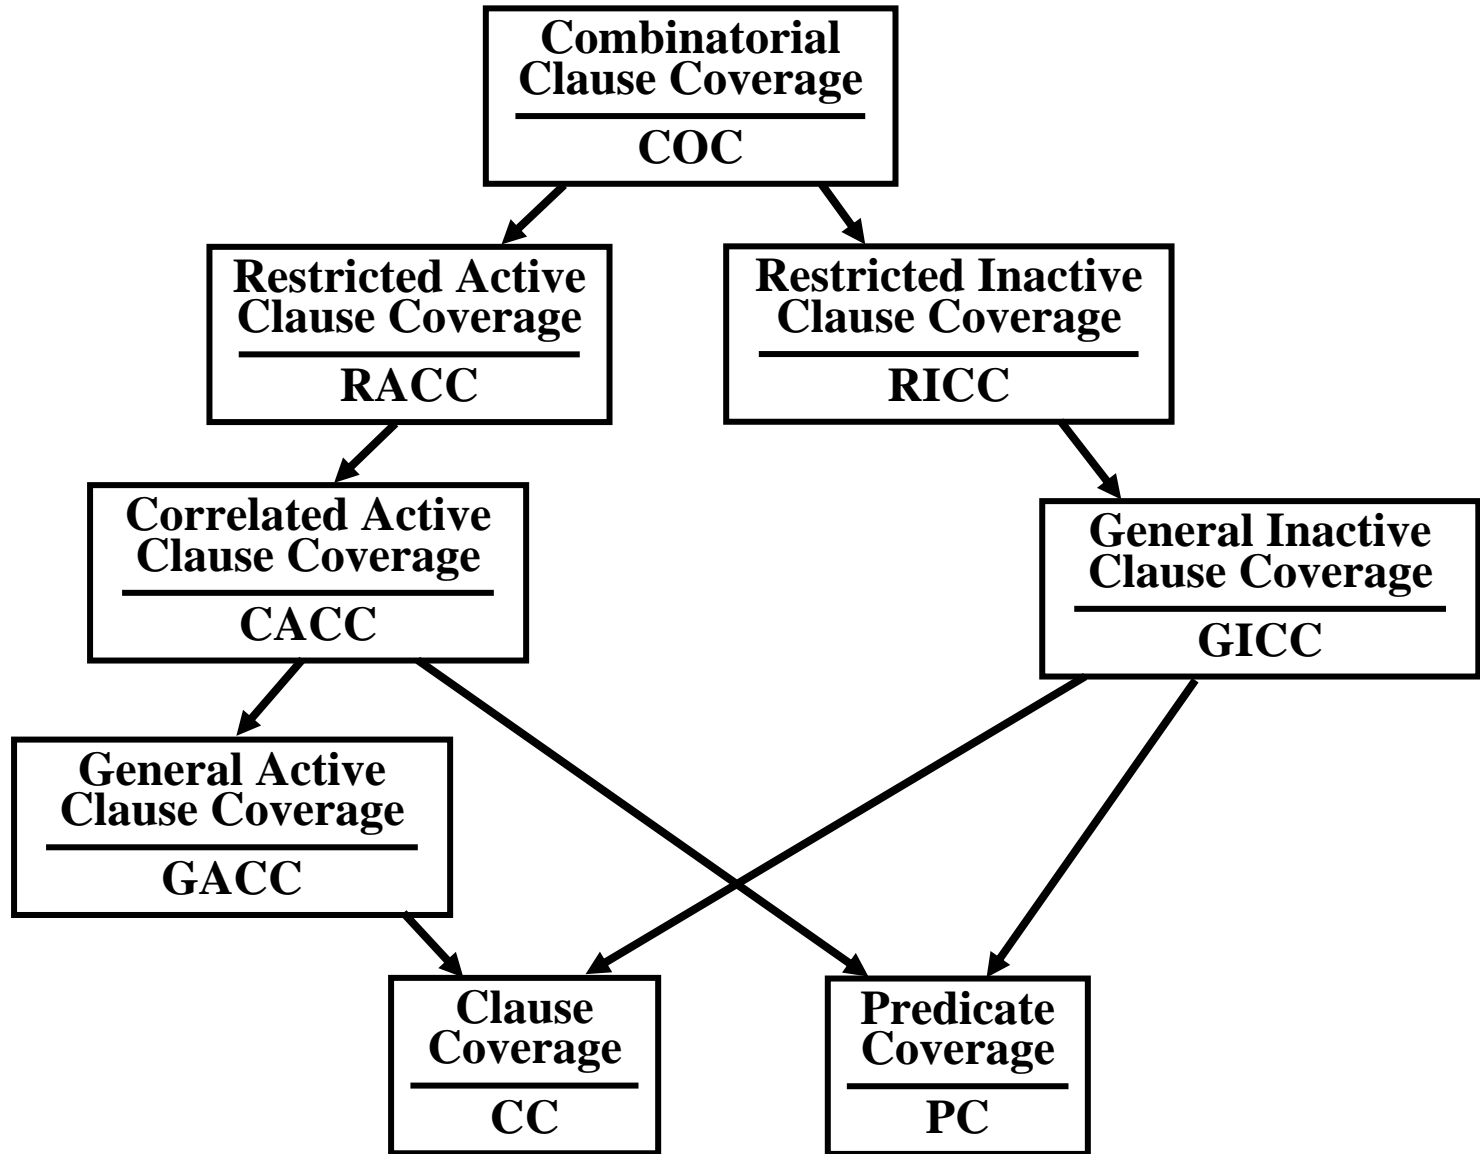 Combinatorial
Clause Coverage
COC
Restricted Active
Clause Coverage
RACC
Restricted Inactive
Clause Coverage
RICC
Correlated Active
Clause Coverage
CACC
General Inactive
Clause Coverage
GICC
General Active
Clause Coverage
GACC
Clause
Coverage
CC
Predicate
Coverage
PC